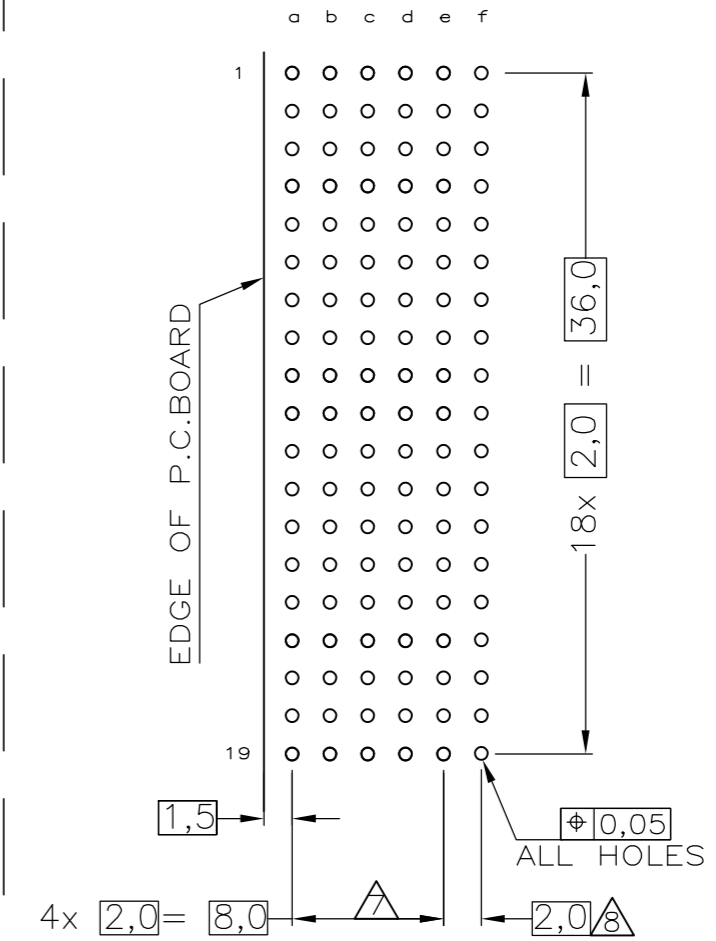 a b c d e f
1
36,0
=
2,0
18x
EDGE OF P.C.BOARD
19
1,5
⌖ 0,05
ALL HOLES
4x 2,0= 8,0
7
2,0 8